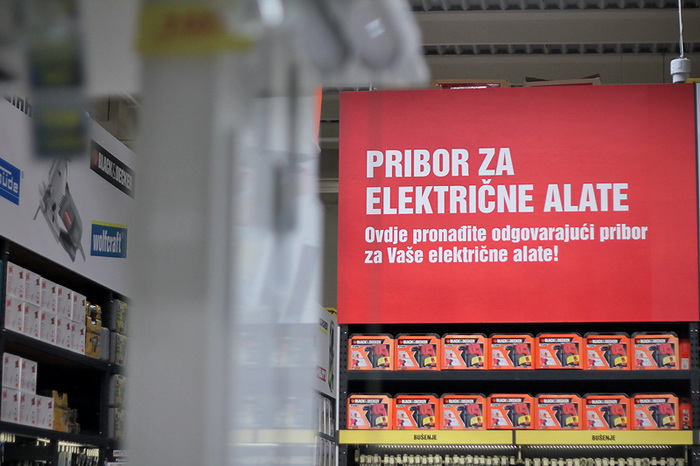 PRIBOR ZA
ELEKTRIČNE ALATE
Ovdje pronađite odgovarajući pribor
za Vaše električne alate!
BLACK&DECKER
wolfcraft
BUŠENJE
BUŠENJE